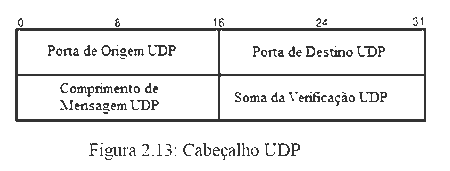 0 8 16 24 31
Porta de Origem UDP Porta de Destino UDP
Comprimento de
Mensagem UDP Soma da Verificação UDP
Figura 2.13: Cabeçalho UDP